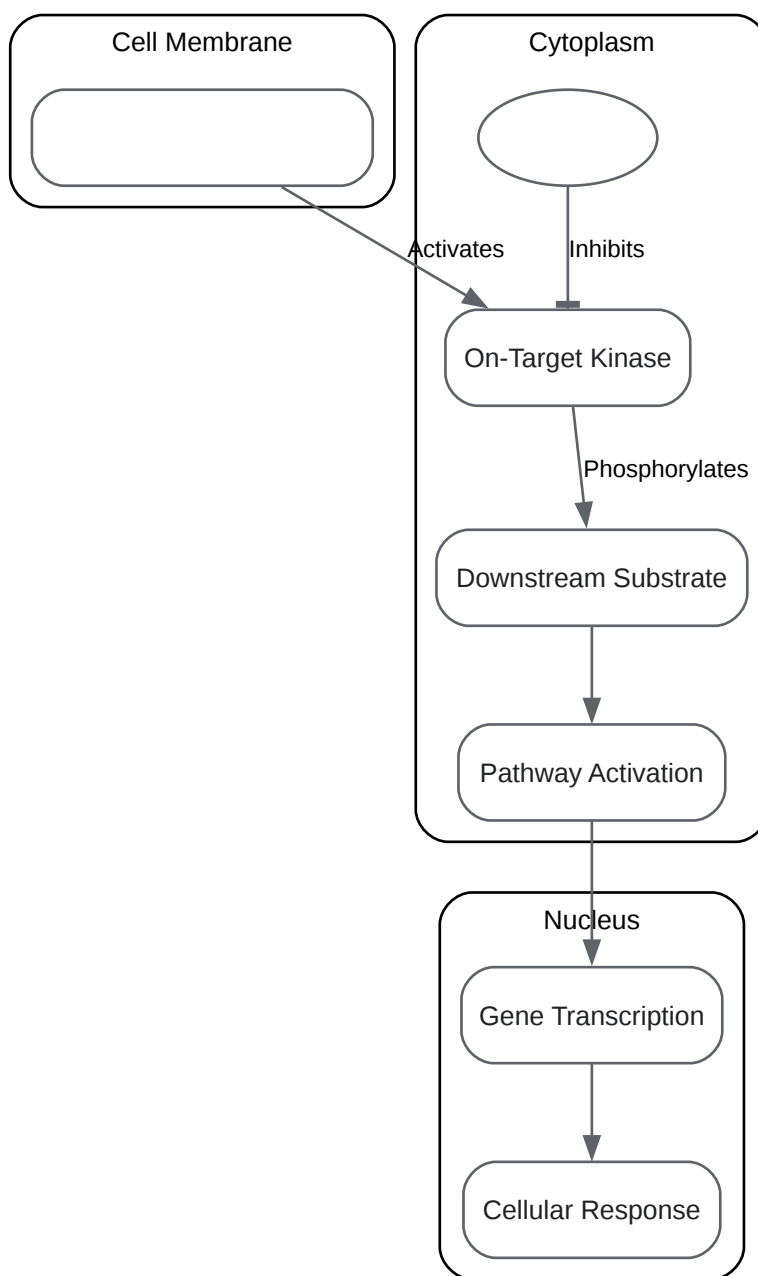 Cell Membrane
Cytoplasm
Activates
Inhibits
On-Target Kinase
Phosphorylates
Downstream Substrate
Pathway Activation
Nucleus
Gene Transcription
Cellular Response